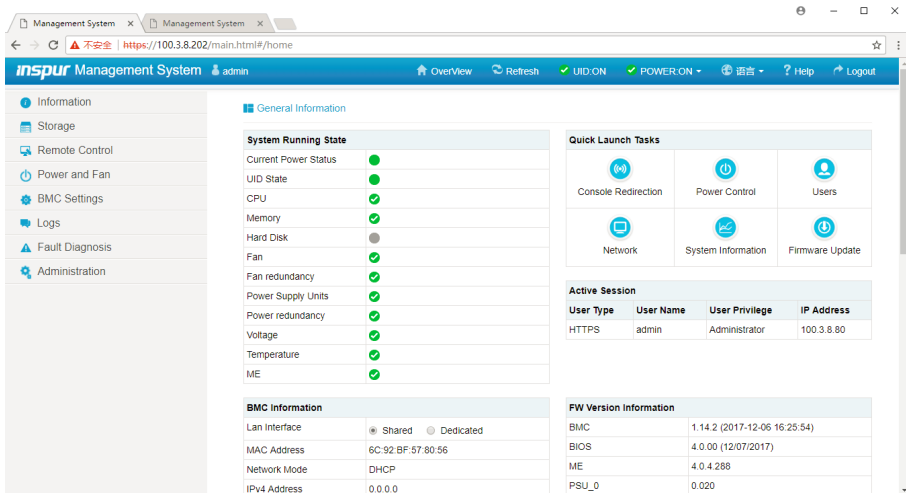 Management System
Management System
不安全 | https://100.3.8.202/main.html#/home
inspur Management System admin OverView Refresh UID:ON POWER:ON 语言 Help Logout
Information
Storage
Remote Control
Power and Fan
BMC Settings
Logs
Fault Diagnosis
Administration
General Information
System Running State
Current Power Status
UID State
CPU
Memory
Hard Disk
Fan
Fan redundancy
Power Supply Units
Power redundancy
Voltage
Temperature
ME
Quick Launch Tasks
Console Redirection Power Control Users
Network System Information Firmware Update
Active Session
User Type User Name User Privilege IP Address
HTTPS admin Administrator 100.3.8.80
BMC Information
Lan Interface Shared Dedicated
MAC Address 6C:92:BF:57:80:56
Network Mode DHCP
IPv4 Address 0.0.0.0
FW Version Information
BMC 1.14.2 (2017-12-06 16:25:54)
BIOS 4.0.00 (12/07/2017)
ME 4.0.4.288
PSU_0 0.020